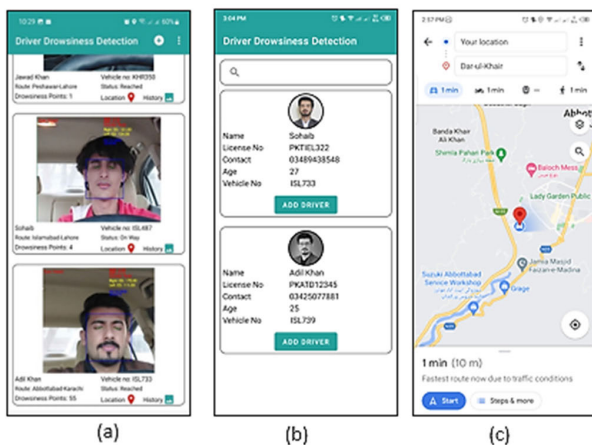 10:29
60%
Driver Drowsiness Detection
Jawad Khan Vehicle no: KHR350
Route: Peshawar-Lahore Status: Reached
Drowsiness Points: 1 Location History
Sohaib Vehicle no: ISL487
Route: Islamabad-Lahore Status: On Way
Drowsiness Points: 4 Location History
Adil Khan Vehicle no: ISL733
Route: Abbottabad-Karachi Status: Reached
Drowsiness Points: 55 Location History
(a)
3:04 PM
Driver Drowsiness Detection
Name Sohaib
License No PKTIEL322
Contact 03489438548
Age 27
Vehicle No ISL733
ADD DRIVER
Name Adil Khan
License No PKATD12345
Contact 03425077881
Age 25
Vehicle No ISL739
ADD DRIVER
(b)
2:57 PM
Your location
Dar-ul-Khair
1 min 1 min -- 1 min
Abbott
Banda Khair
Ali Khan
Shimla Pahari Park
Baloch Mess
Lady Garden Public
Jamia Masjid
Faizan-e-Madina
Suzuki Abbottabad
Service Workshop
Grage
1 min (10 m)
Fastest route now due to traffic conditions
Start Steps & more
(c)